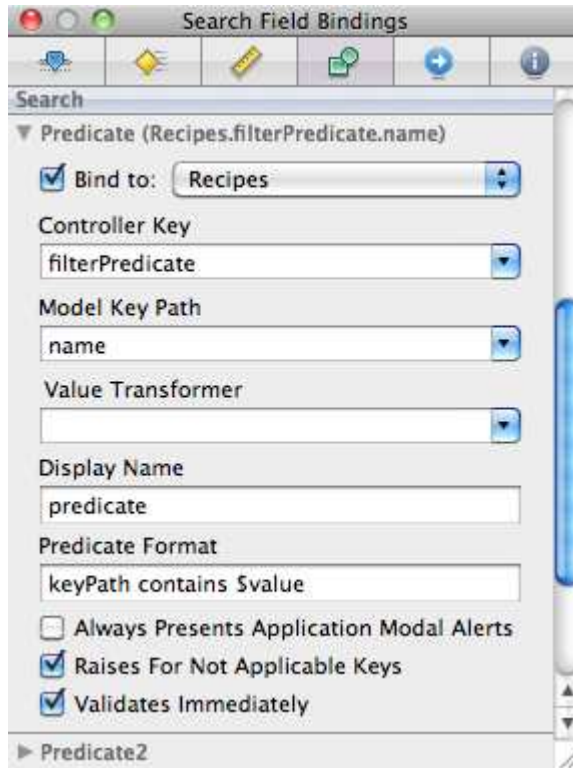 Search Field Bindings
Search
Predicate (Recipes.filterPredicate.name)
Bind to: Recipes
Controller Key
filterPredicate
Model Key Path
name
Value Transformer
Display Name
predicate
Predicate Format
keyPath contains $value
Always Presents Application Modal Alerts
Raises For Not Applicable Keys
Validates Immediately
Predicate2